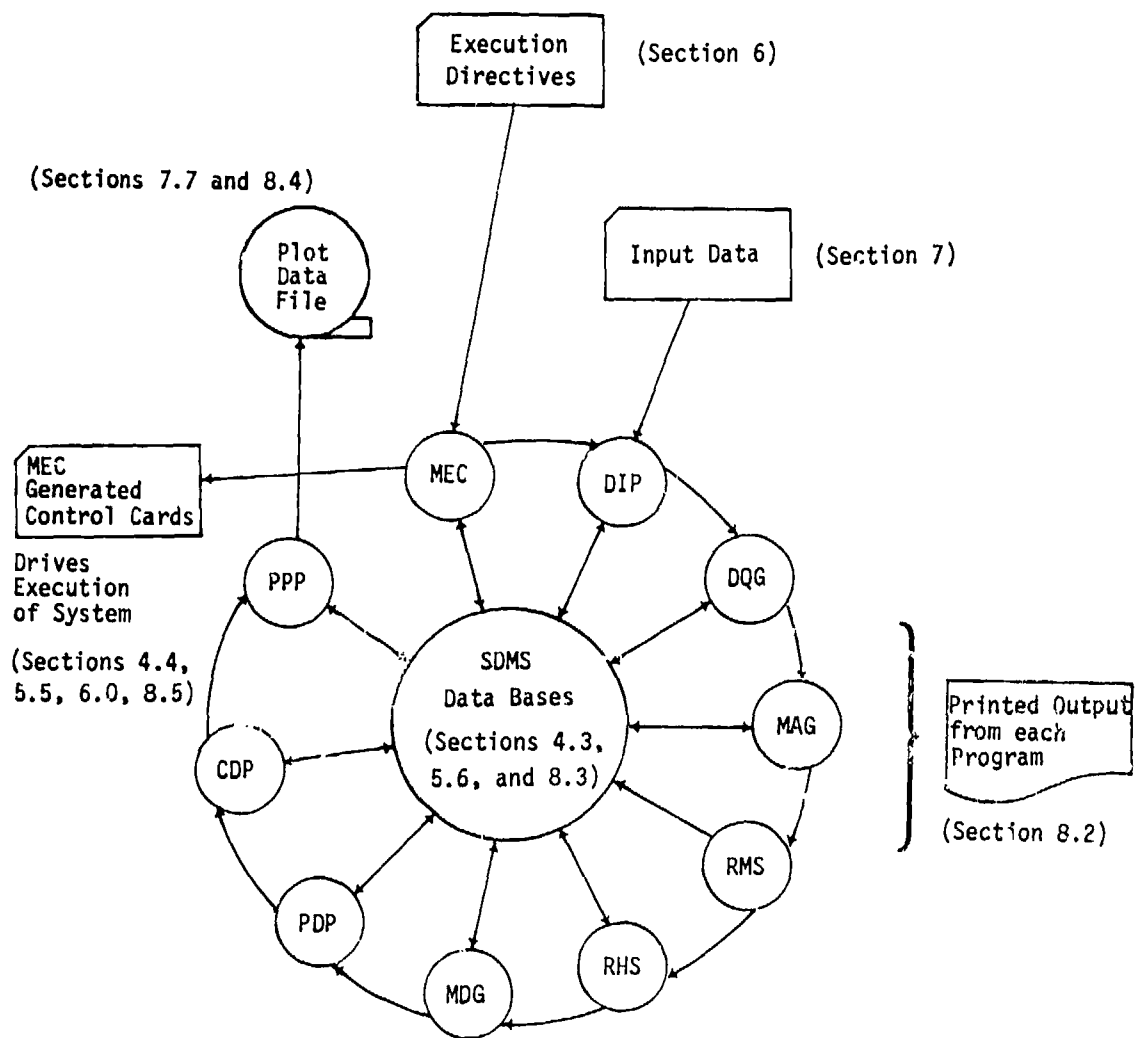 Execution
Directives
(Section 6)
(Sections 7.7 and 8.4)
Plot
Data
File
Input Data
(Section 7)
MEC
Generated
Control Cards
Drives
Execution
of System
(Sections 4.4,
5.5, 6.0, 8.5)
MEC
DIP
DQG
MAG
RMS
RHS
MDG
PDP
CDP
PPP
SDMS
Data Bases
(Sections 4.3,
5.6, and 8.3)
Printed Output
from each
Program
(Section 8.2)